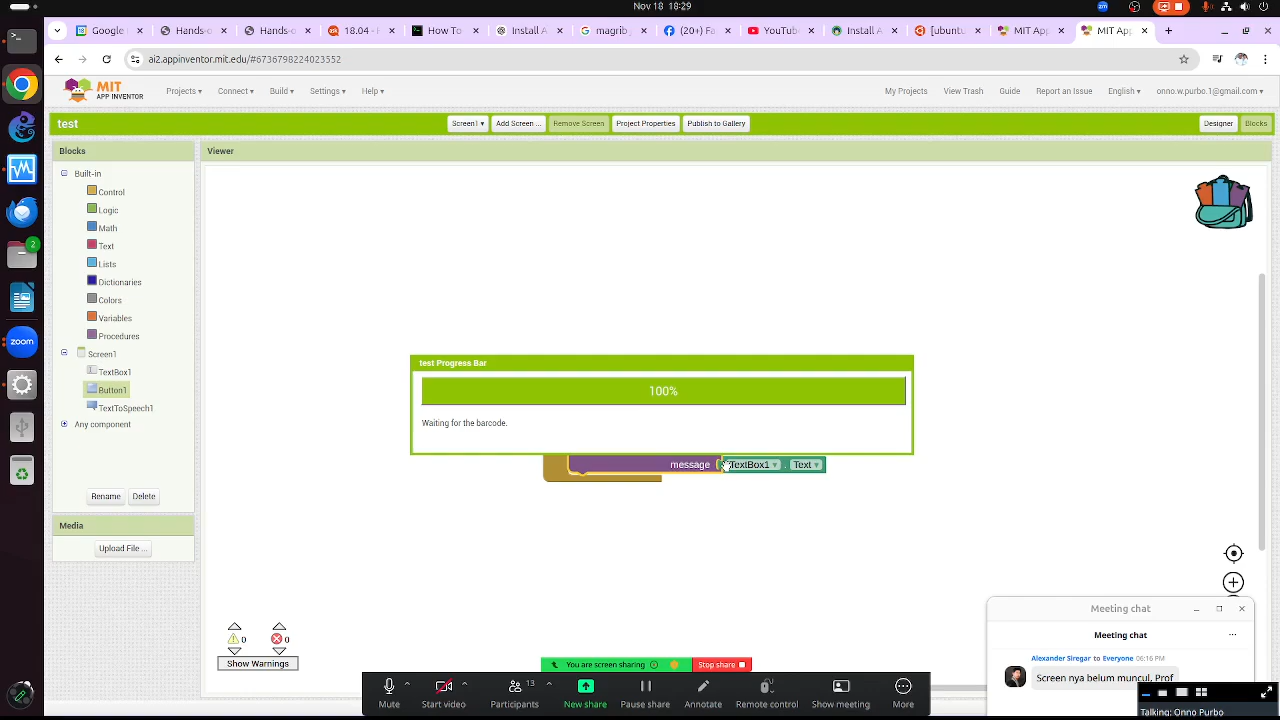 Nov 18 18:29
Google
Hands-o
Hands-o
18.04 -
How To
Install A
magrib j
(20+) Fa
YouTub
Install A
[ubuntu
MIT Ap
MIT Ap
ai2.appinventor.mit.edu/#6736798224023552
MIT
APP INVENTOR
Projects ▾
Connect ▾
Build ▾
Settings ▾
Help ▾
My Projects
View Trash
Guide
Report an Issue
English ▾
onno.w.purbo.1@gmail.com ▾
test
Screen1 ▾
Add Screen ...
Remove Screen
Project Properties
Publish to Gallery
Designer
Blocks
Blocks
Viewer
Built-in
Control
Logic
Math
Text
Lists
Dictionaries
Colors
Variables
Procedures
Screen1
TextBox1
Button1
TextToSpeech1
Any component
Rename
Delete
Media
Upload File ...
test Progress Bar
100%
Waiting for the barcode.
message
TextBox1 ▾ . Text ▾
0
0
Show Warnings
2
zoom
zm
Meeting chat
Meeting chat
Alexander Siregar to Everyone 06:16 PM
Screen nya belum muncul, Prof
You are screen sharing
Stop share
Mute
Start video
13
Participants
New share
Pause share
Annotate
Remote control
Show meeting
More
Talking: Onno Purbo